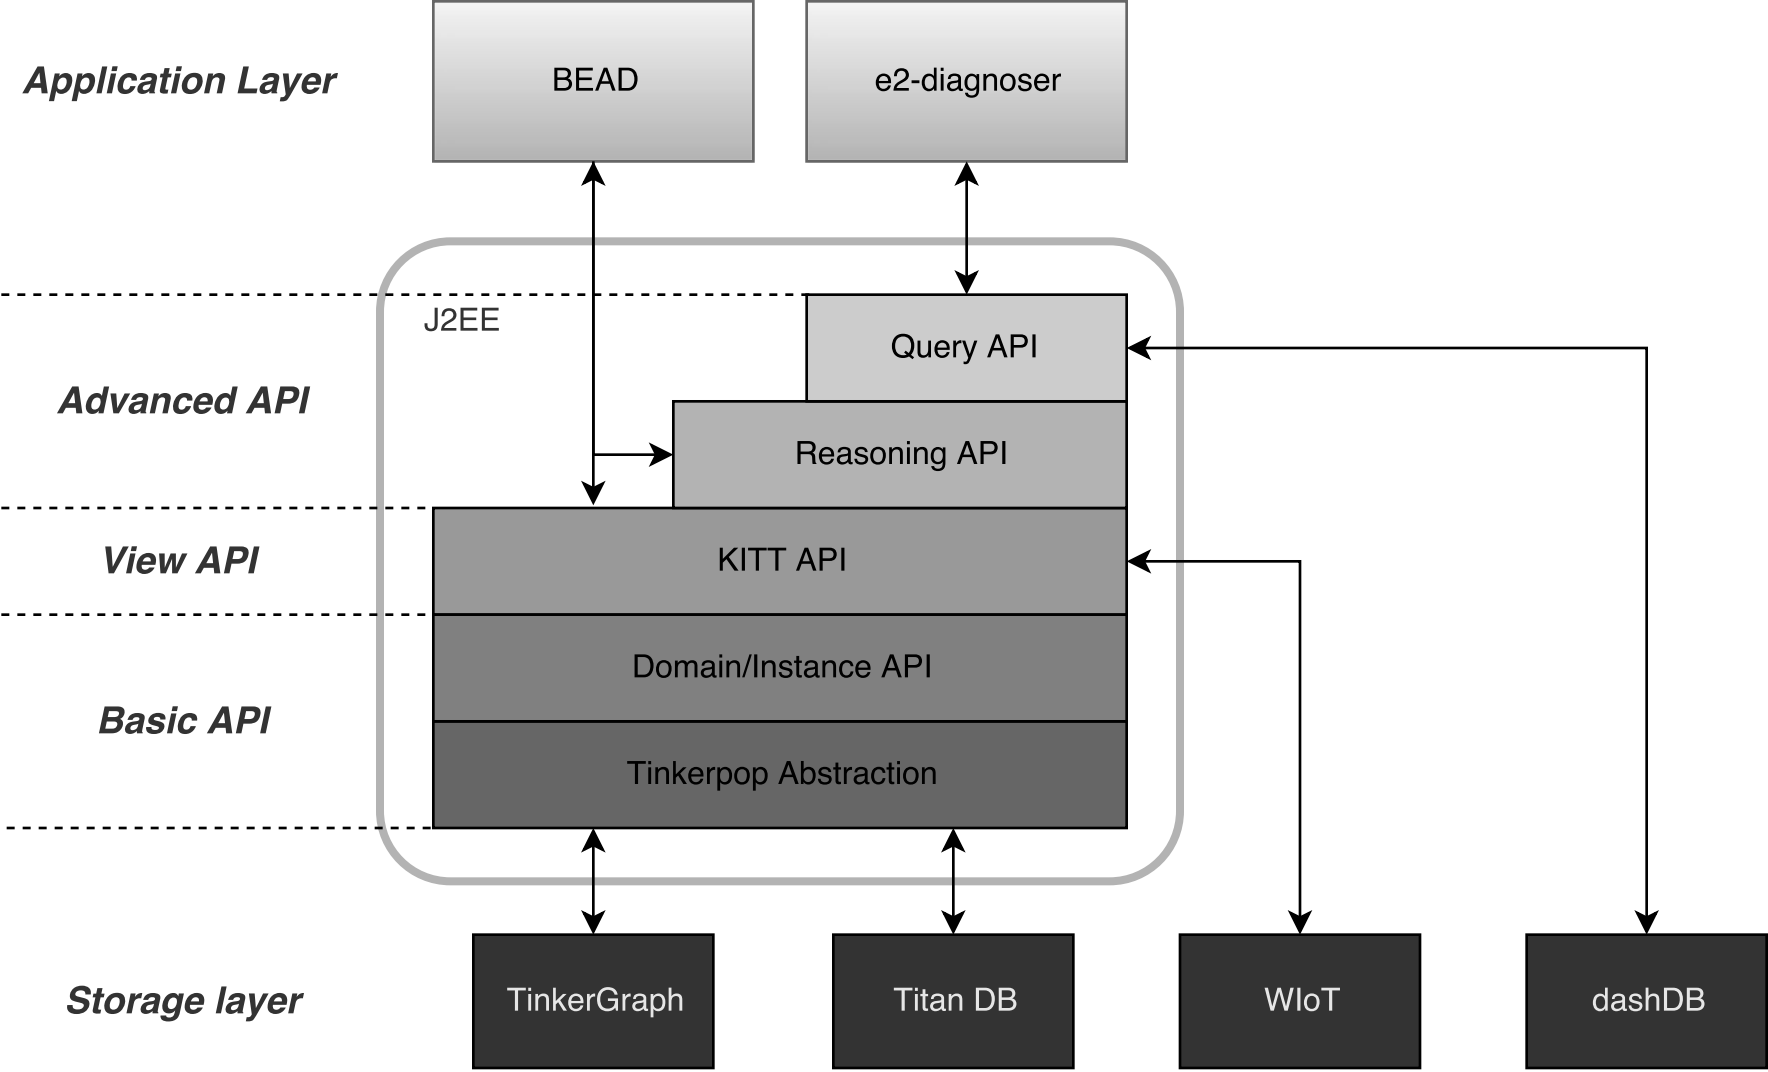 Application Layer
BEAD
e2-diagnoser
J2EE
Query API
Advanced API
Reasoning API
View API
KITT API
Domain/Instance API
Basic API
Tinkerpop Abstraction
Storage layer
TinkerGraph
Titan DB
WIoT
dashDB